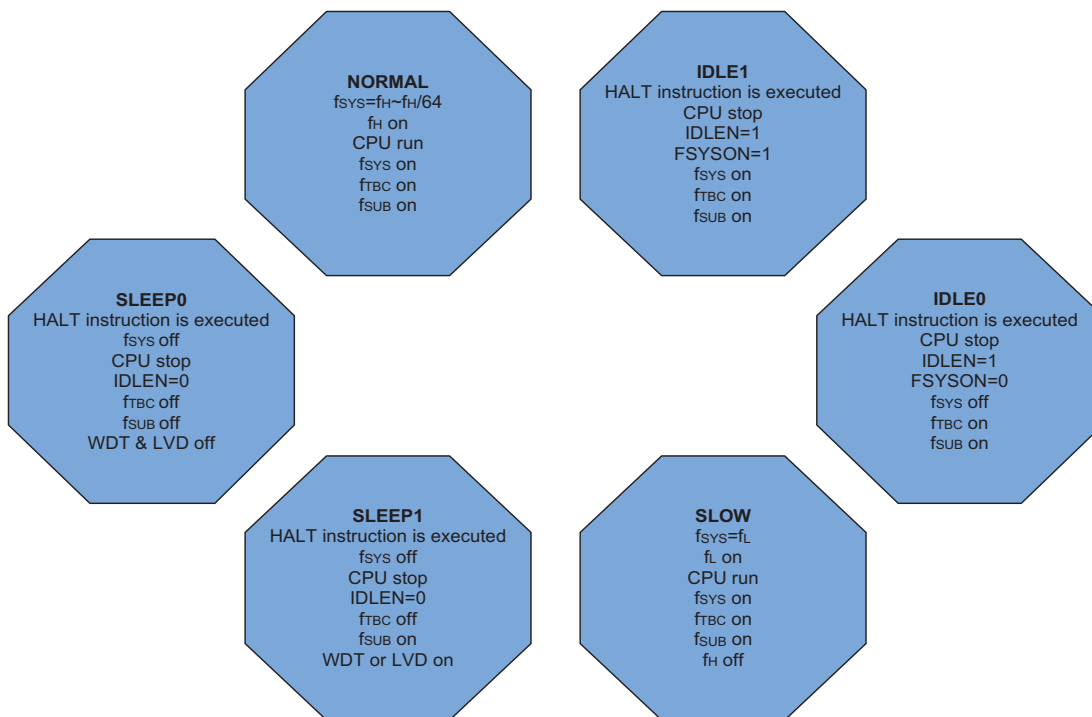 NORMAL
fSYS=fH~fH/64
fH on
CPU run
fSYS on
fTBC on
fSUB on
IDLE1
HALT instruction is executed
CPU stop
IDLEN=1
FSYSON=1
fSYS on
fTBC on
fSUB on
SLEEP0
HALT instruction is executed
fSYS off
CPU stop
IDLEN=0
fTBC off
fSUB off
WDT & LVD off
IDLE0
HALT instruction is executed
CPU stop
IDLEN=1
FSYSON=0
fSYS off
fTBC on
fSUB on
SLEEP1
HALT instruction is executed
fSYS off
CPU stop
IDLEN=0
fTBC off
fSUB on
WDT or LVD on
SLOW
fSYS=fL
fL on
CPU run
fSYS on
fTBC on
fSUB on
fH off